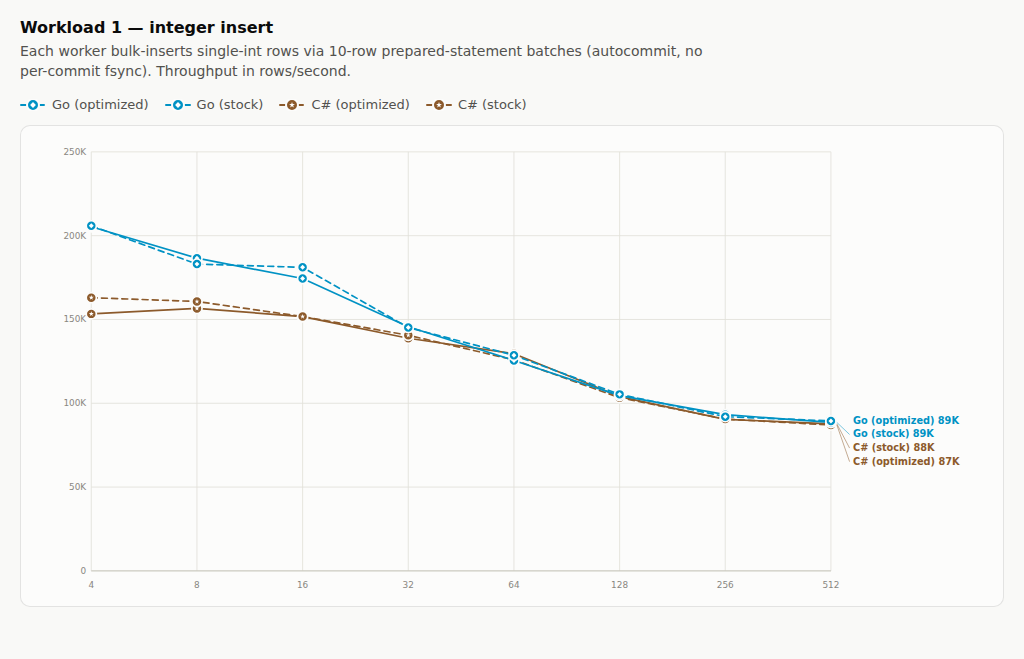 Workload 1 — integer insert
Each worker bulk-inserts single-int rows via 10-row prepared-statement batches (autocommit, no
per-commit fsync). Throughput in rows/second.
Go (optimized) Go (stock) C# (optimized) C# (stock)
250K
200K
150K
100K
50K
0
Go (optimized) 89K
Go (stock) 89K
C# (stock) 88K
C# (optimized) 87K
4 8 16 32 64 128 256 512